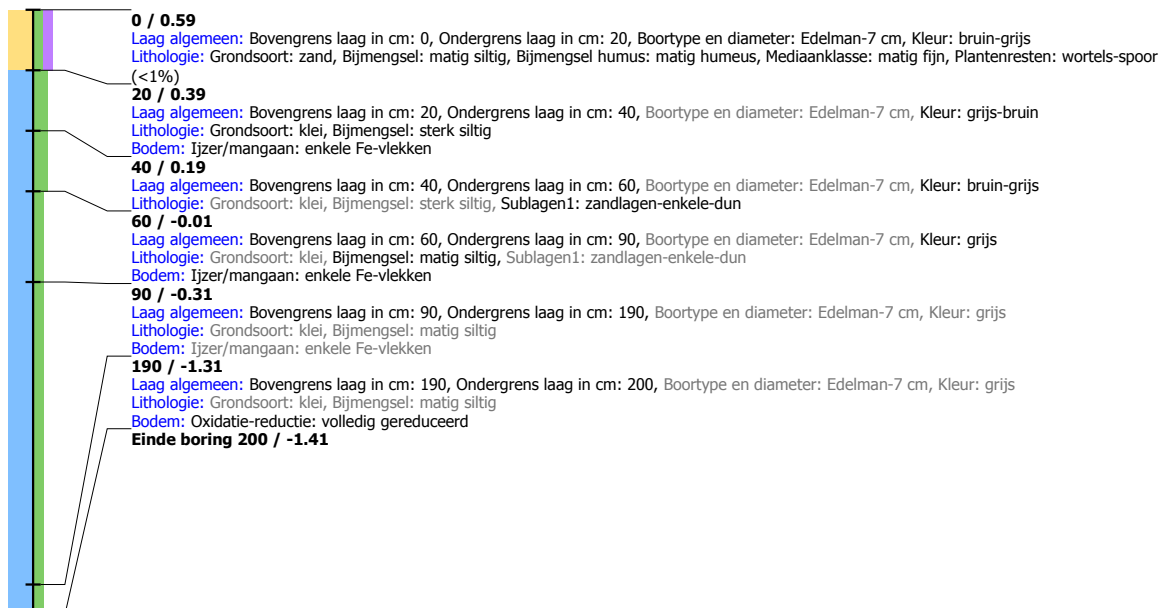 0 / 0.59
Laag algemeen: Bovengrens laag in cm: 0, Ondergrens laag in cm: 20, Boortype en diameter: Edelman-7 cm, Kleur: bruin-grijs
Lithologie: Grondsoort: zand, Bijmengsel: matig siltig, Bijmengsel humus: matig humeus, Mediaanklasse: matig fijn, Plantenresten: wortels-spoor
(<1%)
20 / 0.39
Laag algemeen: Bovengrens laag in cm: 20, Ondergrens laag in cm: 40, Boortype en diameter: Edelman-7 cm, Kleur: grijs-bruin
Lithologie: Grondsoort: klei, Bijmengsel: sterk siltig
Bodem: Ijzer/mangaan: enkele Fe-vlekken
40 / 0.19
Laag algemeen: Bovengrens laag in cm: 40, Ondergrens laag in cm: 60, Boortype en diameter: Edelman-7 cm, Kleur: bruin-grijs
Lithologie: Grondsoort: klei, Bijmengsel: sterk siltig, Sublagen1: zandlagen-enkele-dun
60 / -0.01
Laag algemeen: Bovengrens laag in cm: 60, Ondergrens laag in cm: 90, Boortype en diameter: Edelman-7 cm, Kleur: grijs
Lithologie: Grondsoort: klei, Bijmengsel: matig siltig, Sublagen1: zandlagen-enkele-dun
Bodem: Ijzer/mangaan: enkele Fe-vlekken
90 / -0.31
Laag algemeen: Bovengrens laag in cm: 90, Ondergrens laag in cm: 190, Boortype en diameter: Edelman-7 cm, Kleur: grijs
Lithologie: Grondsoort: klei, Bijmengsel: matig siltig
Bodem: Ijzer/mangaan: enkele Fe-vlekken
190 / -1.31
Laag algemeen: Bovengrens laag in cm: 190, Ondergrens laag in cm: 200, Boortype en diameter: Edelman-7 cm, Kleur: grijs
Lithologie: Grondsoort: klei, Bijmengsel: matig siltig
Bodem: Oxidatie-reductie: volledig gereduceerd
Einde boring 200 / -1.41